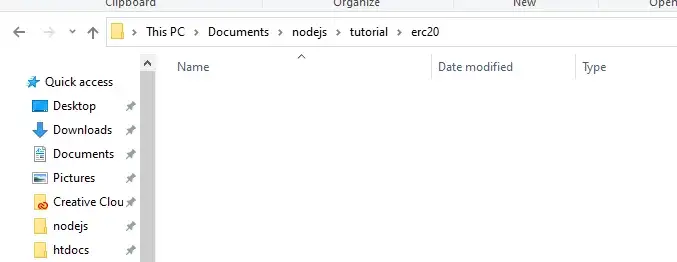 Clipboard Organize New Open
This PC Documents nodejs tutorial erc20
Name Date modified Type
Quick access
Desktop
Downloads
Documents
Pictures
Creative Clou
nodejs
htdocs